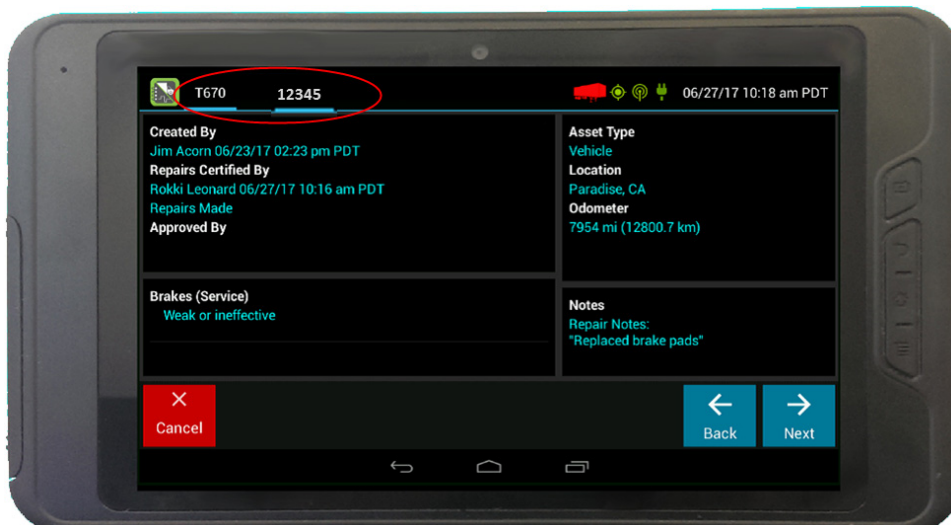 T670 12345 06/27/17 10:18 am PDT
Created By
Jim Acorn 06/23/17 02:23 pm PDT
Repairs Certified By
Rokki Leonard 06/27/17 10:16 am PDT
Repairs Made
Approved By
Asset Type
Vehicle
Location
Paradise, CA
Odometer
7954 mi (12800.7 km)
Brakes (Service)
Weak or ineffective
Notes
Repair Notes:
"Replaced brake pads"
Cancel
Back
Next